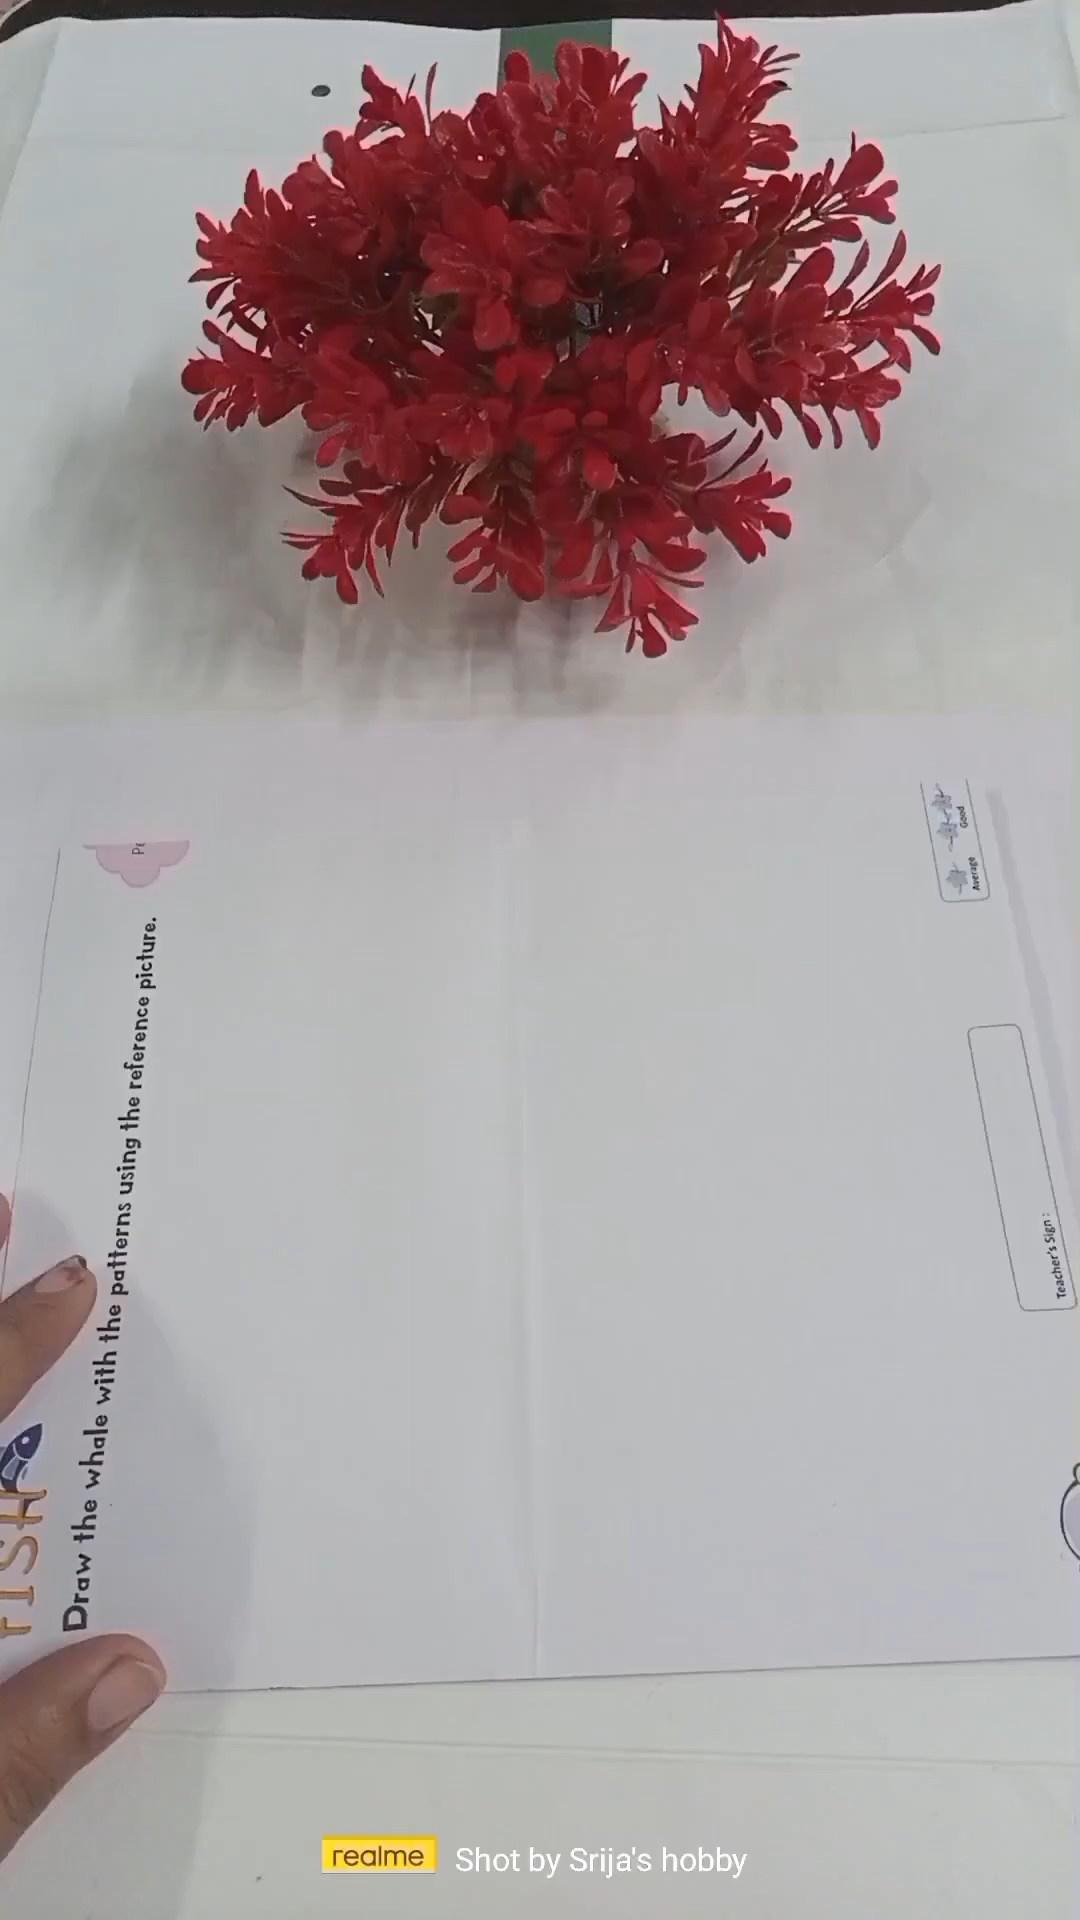 FISH
Draw the whale with the patterns using the reference picture.
Average
Good
Teacher's Sign :
realme Shot by Srija's hobby